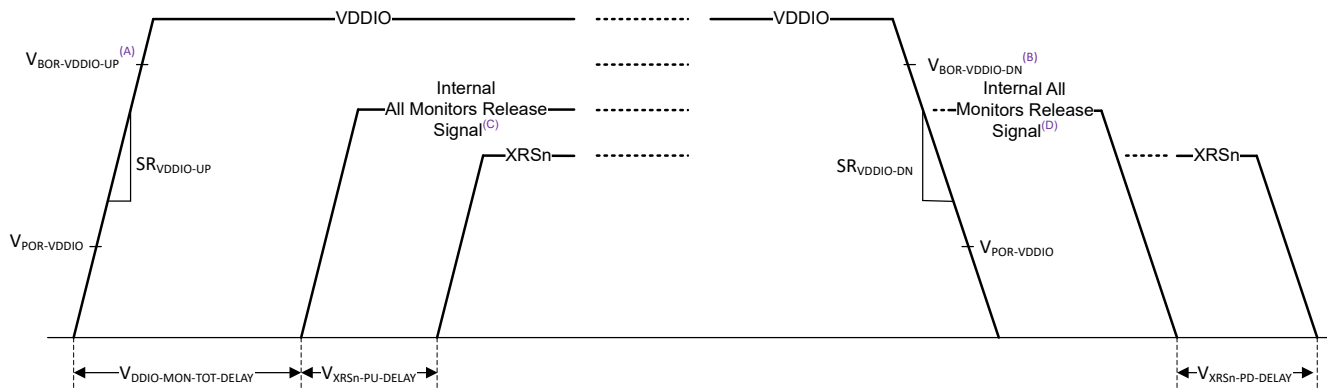 VDDIO
VDDIO
VBOR-VDDIO-UP(A)
VBOR-VDDIO-DN(B)
Internal
All Monitors Release
Signal(C)
Internal All
Monitors Release
Signal(D)
XRSn
XRSn
SRVDDIO-UP
SRVDDIO-DN
VPOR-VDDIO
VPOR-VDDIO
VDDIO-MON-TOT-DELAY
VXRSn-PU-DELAY
VXRSn-PD-DELAY